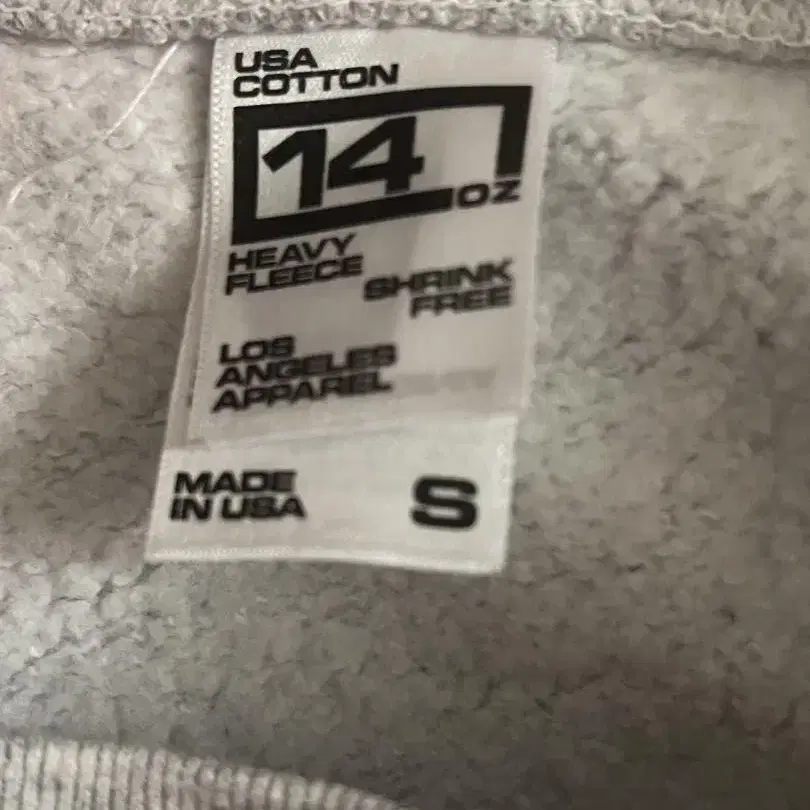 USA
COTTON
14
OZ
HEAVY
FLEECE
SHRINK
FREE
LOS
ANGELES
APPAREL
MADE
IN USA
S